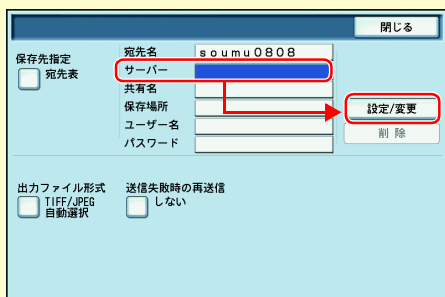 閉じる
保存先指定
宛先表
宛先名 soumu0808
サーバー
共有名
保存場所
ユーザー名
パスワード
設定/変更
削 除
出力ファイル形式
TIFF/JPEG
自動選択
送信失敗時の再送信
しない